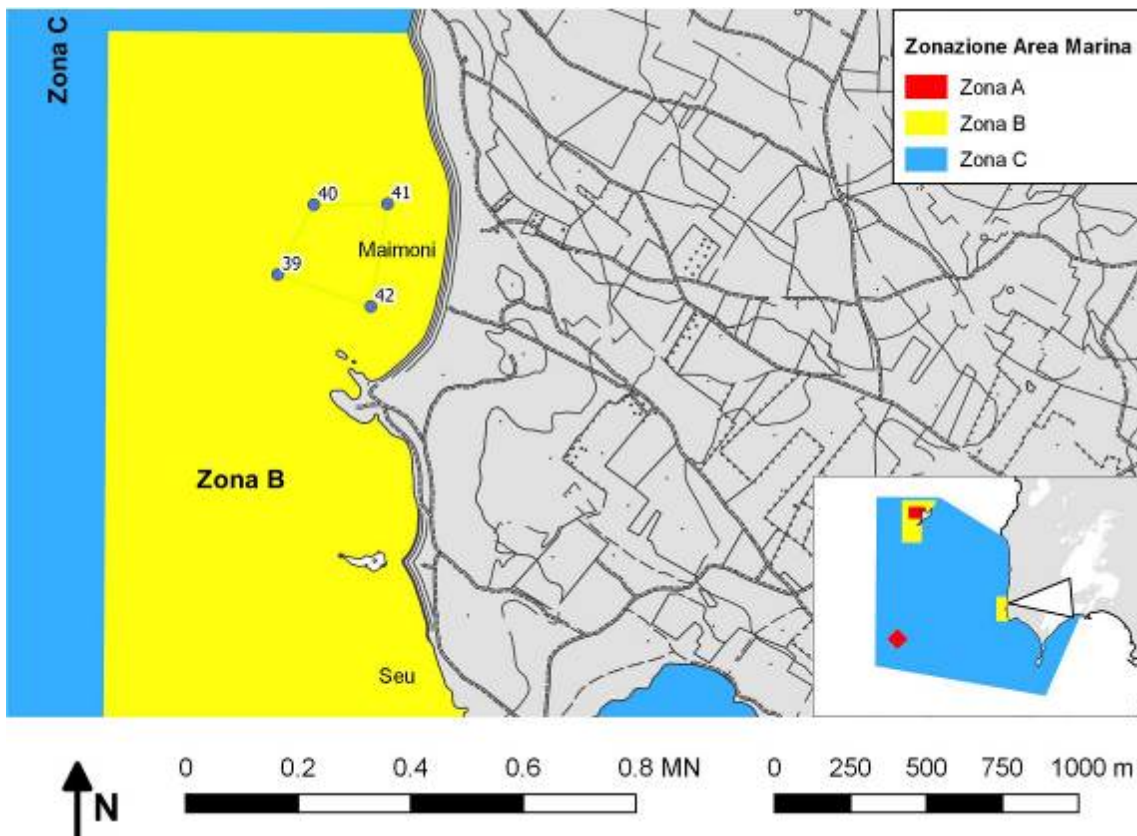 Zona C
Zonazione Area Marina
Zona A
Zona B
Zona C
40
41
Maimoni
39
42
Zona B
Seu
N
0 0.2 0.4 0.6 0.8 MN
0 250 500 750 1000 m